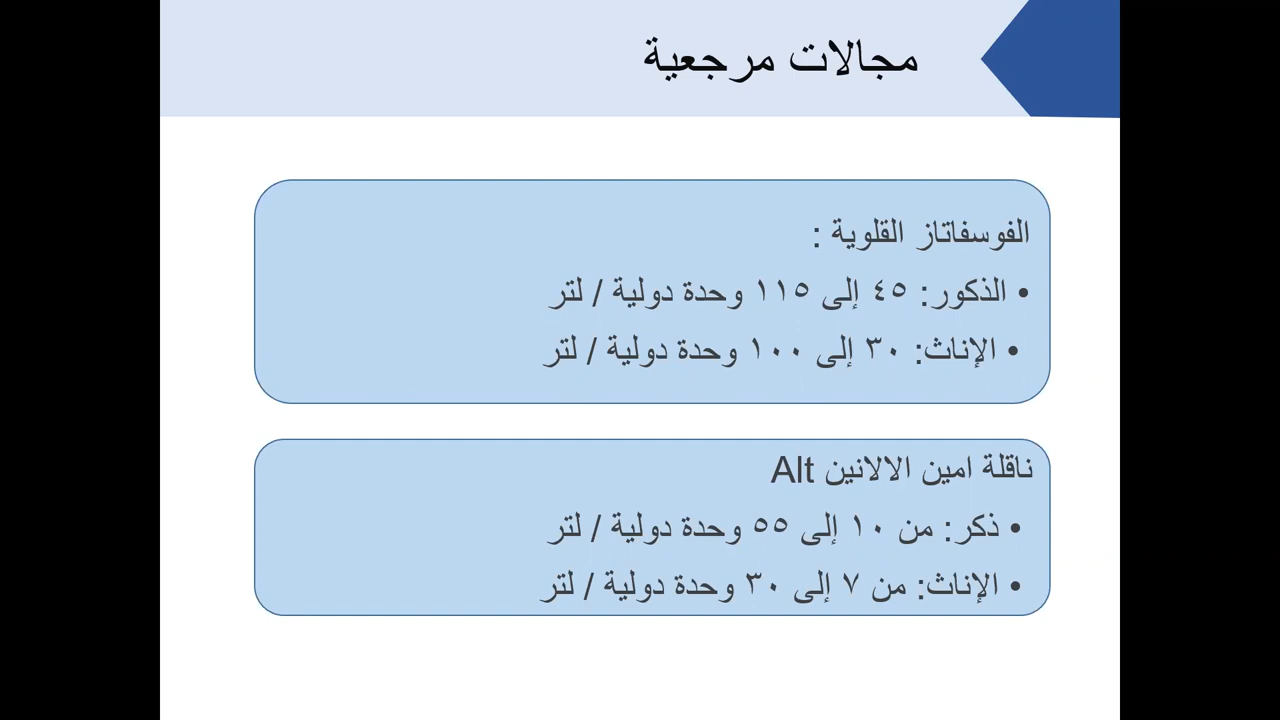 مجالات مرجعية
الفوسفاتاز القلوية :
• الذكور: ٤٥ إلى ١١٥ وحدة دولية / لتر
• الإناث: ٣٠ إلى ١٠٠ وحدة دولية / لتر
ناقلة امين الالانين Alt
• ذكر: من ١٠ إلى ٥٥ وحدة دولية / لتر
• الإناث: من ٧ إلى ٣٠ وحدة دولية / لتر